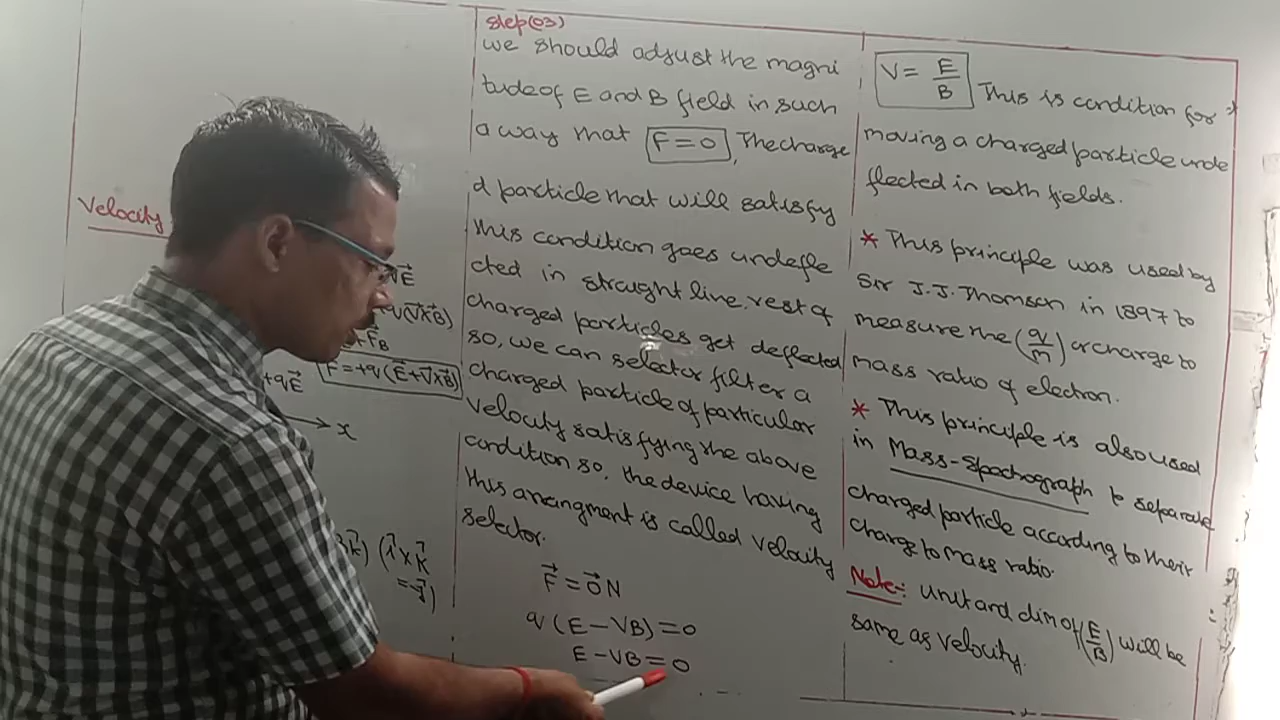 Velocity
E
q(V⃗×B⃗)
+F_B
F⃗=+q(E⃗+V⃗×B⃗)
+qE⃗
x
k⃗) (i⃗×k⃗
=-j⃗)
Step(03)
we should adjust the magni
tude of E and B field in such
a way that F=0, The charge
d particle that will satisfy
this condition goes undefle
cted in straught line. rest of
charged particles get deflected
so, we can select or filter a
charged particle of particular
velocity satisfying the above
condition so, the device having
this arrangment is called velocity
selector.
F⃗=0⃗N
q(E-VB)=0
E-VB=0
V=E/B This is condition for
moving a charged particle unde
flected in both fields.
* This principle was used by
Sir J.J. Thomson in 1897 to
measure the (q/m) or charge to
mass ratio of electron.
* This principle is also used
in Mass-Spectrograph to separate
charged particle according to their
charge to mass ratio.
Note:- Unit and dim of (E/B) will be
same as velocity.